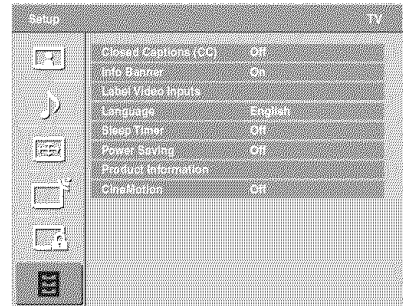 Setup TV
Closed Captions (CC) Off
Info Banner On
Label Video Inputs
Language English
Sleep Timer Off
Power Saving Off
Product Information
CineMotion Off